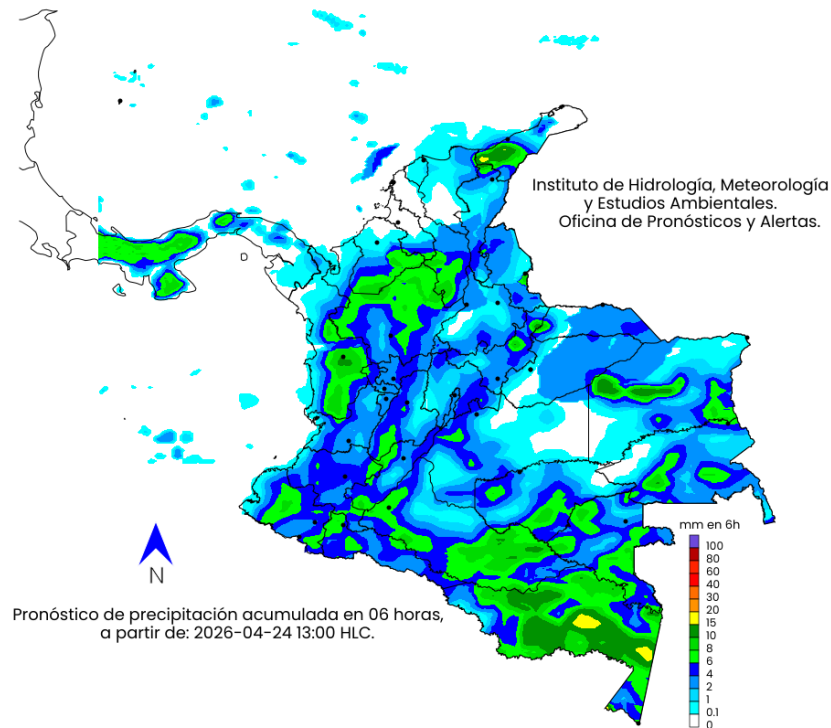 Instituto de Hidrología, Meteorología
y Estudios Ambientales.
Oficina de Pronósticos y Alertas.
N
Pronóstico de precipitación acumulada en 06 horas,
a partir de: 2026-04-24 13:00 HLC.
mm en 6h
100
80
60
40
30
20
15
10
8
6
4
2
1
0.1
0